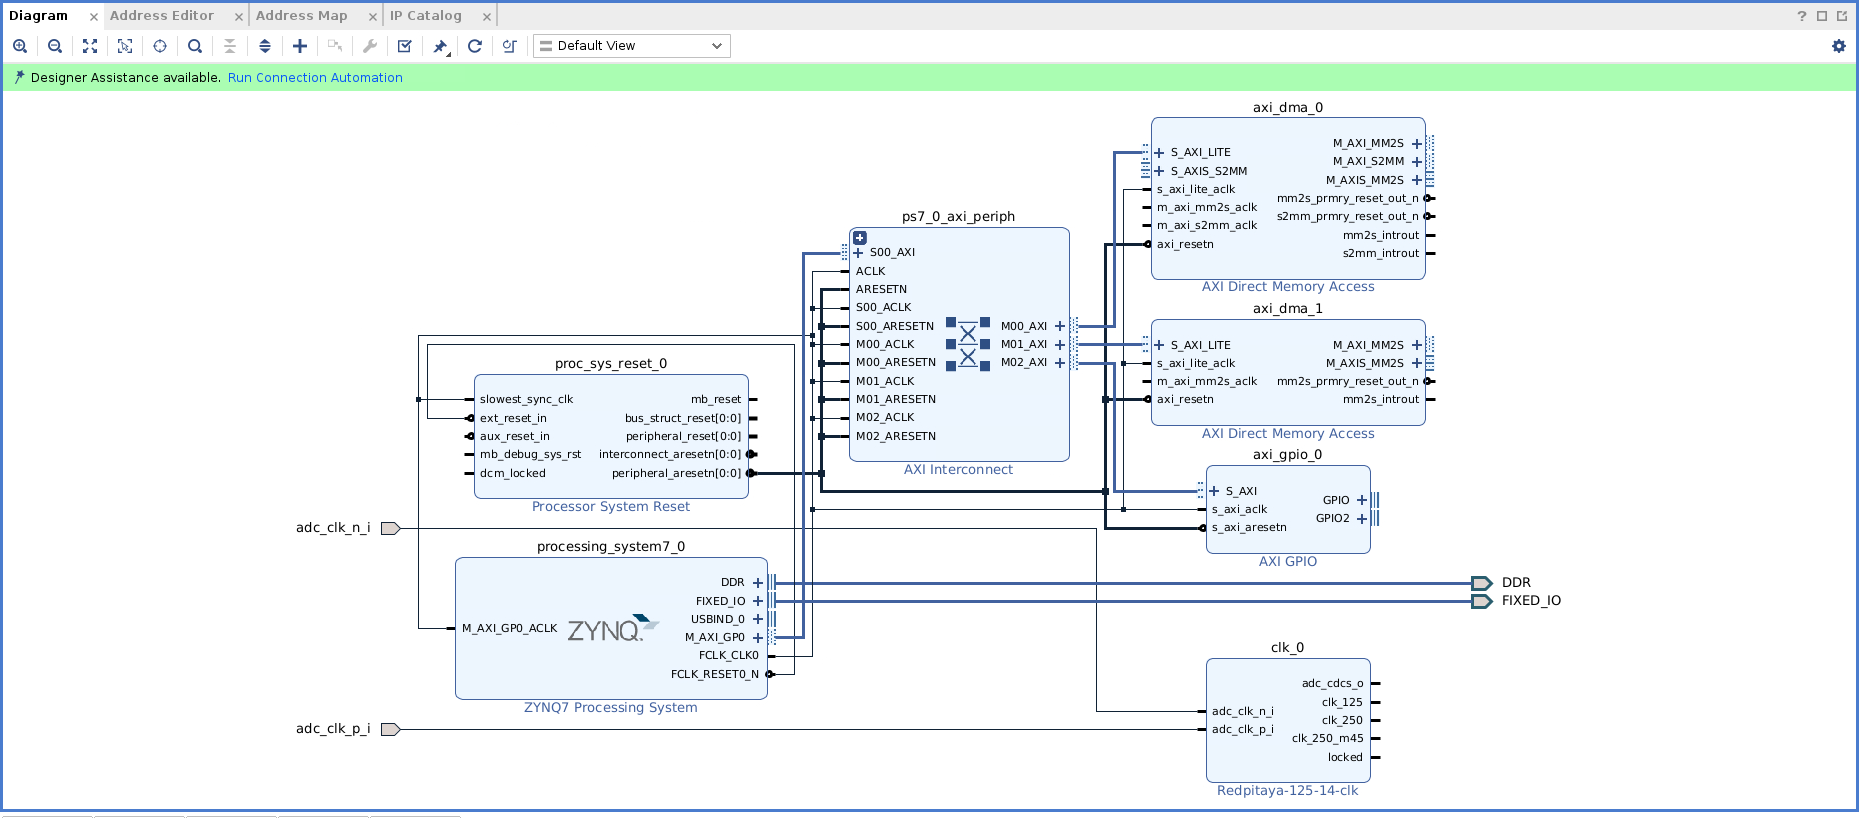 Diagram
Address Editor
Address Map
IP Catalog
Default View
Designer Assistance available. Run Connection Automation
axi_dma_0
S_AXI_LITE
S_AXIS_S2MM
s_axi_lite_aclk
m_axi_mm2s_aclk
m_axi_s2mm_aclk
axi_resetn
M_AXI_MM2S
M_AXI_S2MM
M_AXIS_MM2S
mm2s_prmry_reset_out_n
s2mm_prmry_reset_out_n
mm2s_introut
s2mm_introut
AXI Direct Memory Access
ps7_0_axi_periph
S00_AXI
ACLK
ARESETN
S00_ACLK
S00_ARESETN
M00_ACLK
M00_ARESETN
M01_ACLK
M01_ARESETN
M02_ACLK
M02_ARESETN
M00_AXI
M01_AXI
M02_AXI
AXI Interconnect
axi_dma_1
S_AXI_LITE
s_axi_lite_aclk
m_axi_mm2s_aclk
axi_resetn
M_AXI_MM2S
M_AXIS_MM2S
mm2s_prmry_reset_out_n
mm2s_introut
AXI Direct Memory Access
proc_sys_reset_0
slowest_sync_clk
ext_reset_in
aux_reset_in
mb_debug_sys_rst
dcm_locked
mb_reset
bus_struct_reset[0:0]
peripheral_reset[0:0]
interconnect_aresetn[0:0]
peripheral_aresetn[0:0]
Processor System Reset
axi_gpio_0
S_AXI
s_axi_aclk
s_axi_aresetn
GPIO
GPIO2
AXI GPIO
adc_clk_n_i
processing_system7_0
M_AXI_GP0_ACLK
ZYNQ
DDR
FIXED_IO
USBIND_0
M_AXI_GP0
FCLK_CLK0
FCLK_RESET0_N
ZYNQ7 Processing System
DDR
FIXED_IO
adc_clk_p_i
clk_0
adc_clk_n_i
adc_clk_p_i
adc_cdcs_o
clk_125
clk_250
clk_250_m45
locked
Redpitaya-125-14-clk